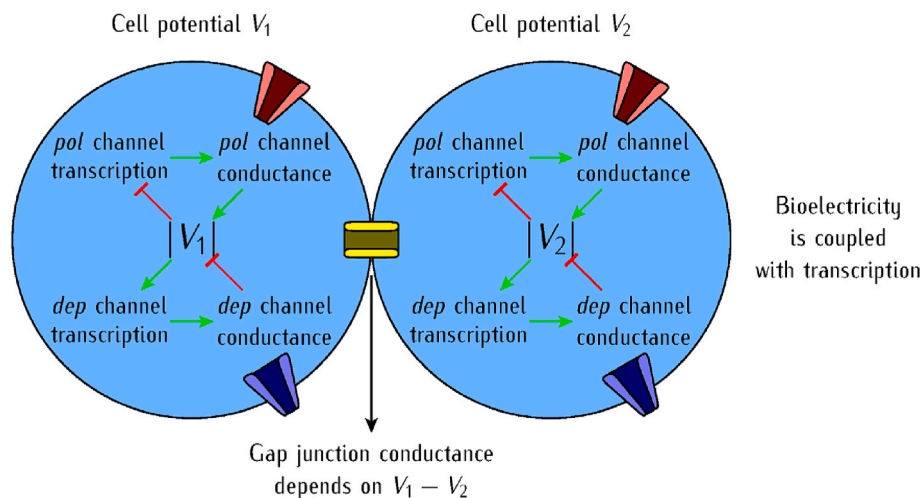 Cell potential V₁
Cell potential V₂
pol channel
transcription
pol channel
conductance
|V₁|
dep channel
transcription
dep channel
conductance
pol channel
transcription
pol channel
conductance
|V₂|
dep channel
transcription
dep channel
conductance
Bioelectricity
is coupled
with transcription
Gap junction conductance
depends on V₁ − V₂